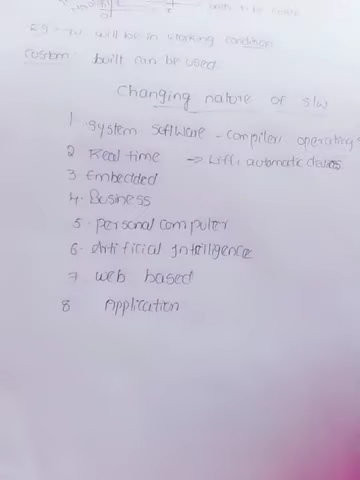 Eg - TV will be in working condition
Custom built can be used
Changing nature of S/W
1 System Software - Compiler, operating
2 Real time → Lift, automatic doors
3 Embedded
4. Business
5. Personal computer
6. Artificial Intelligence
7 web based
8 Application